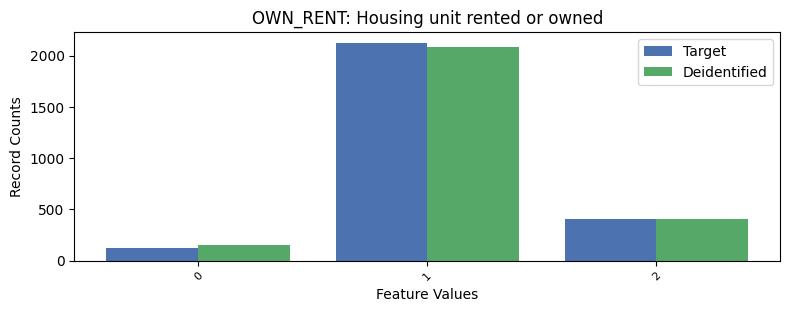 OWN_RENT: Housing unit rented or owned
Target
Deidentified
Record Counts
2000
1500
1000
500
0
0
1
2
Feature Values